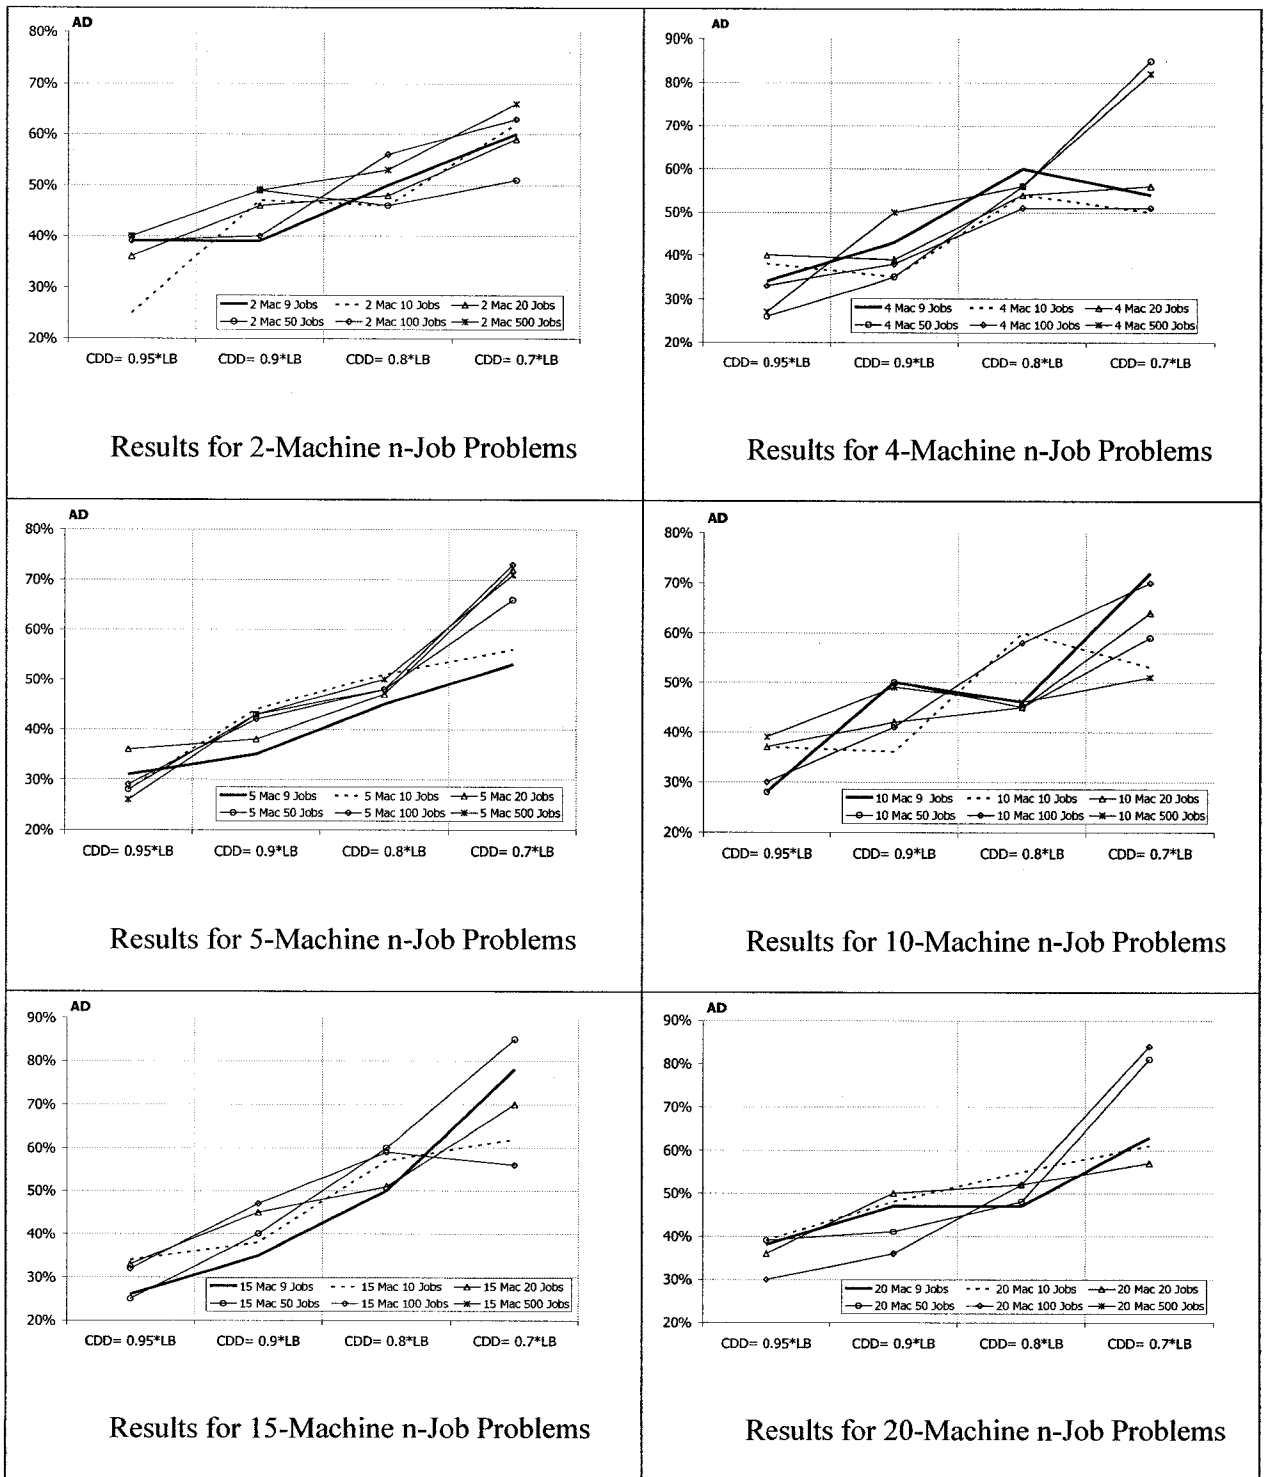 AD
80%
70%
60%
50%
40%
30%
20%
2 Mac 9 Jobs 2 Mac 10 Jobs 2 Mac 20 Jobs
2 Mac 50 Jobs 2 Mac 100 Jobs 2 Mac 500 Jobs
CDD= 0.95*LB CDD= 0.9*LB CDD= 0.8*LB CDD= 0.7*LB
Results for 2-Machine n-Job Problems
AD
90%
80%
70%
60%
50%
40%
30%
20%
4 Mac 9 Jobs 4 Mac 10 Jobs 4 Mac 20 Jobs
4 Mac 50 Jobs 4 Mac 100 Jobs 4 Mac 500 Jobs
CDD= 0.95*LB CDD= 0.9*LB CDD= 0.8*LB CDD= 0.7*LB
Results for 4-Machine n-Job Problems
AD
80%
70%
60%
50%
40%
30%
20%
5 Mac 9 Jobs 5 Mac 10 Jobs 5 Mac 20 Jobs
5 Mac 50 Jobs 5 Mac 100 Jobs 5 Mac 500 Jobs
CDD= 0.95*LB CDD= 0.9*LB CDD= 0.8*LB CDD= 0.7*LB
Results for 5-Machine n-Job Problems
AD
80%
70%
60%
50%
40%
30%
20%
10 Mac 9 Jobs 10 Mac 10 Jobs 10 Mac 20 Jobs
10 Mac 50 Jobs 10 Mac 100 Jobs 10 Mac 500 Jobs
CDD= 0.95*LB CDD= 0.9*LB CDD= 0.8*LB CDD= 0.7*LB
Results for 10-Machine n-Job Problems
AD
90%
80%
70%
60%
50%
40%
30%
20%
15 Mac 9 Jobs 15 Mac 10 Jobs 15 Mac 20 Jobs
15 Mac 50 Jobs 15 Mac 100 Jobs 15 Mac 500 Jobs
CDD= 0.95*LB CDD= 0.9*LB CDD= 0.8*LB CDD= 0.7*LB
Results for 15-Machine n-Job Problems
AD
90%
80%
70%
60%
50%
40%
30%
20%
20 Mac 9 Jobs 20 Mac 10 Jobs 20 Mac 20 Jobs
20 Mac 50 Jobs 20 Mac 100 Jobs 20 Mac 500 Jobs
CDD= 0.95*LB CDD= 0.9*LB CDD= 0.8*LB CDD= 0.7*LB
Results for 20-Machine n-Job Problems